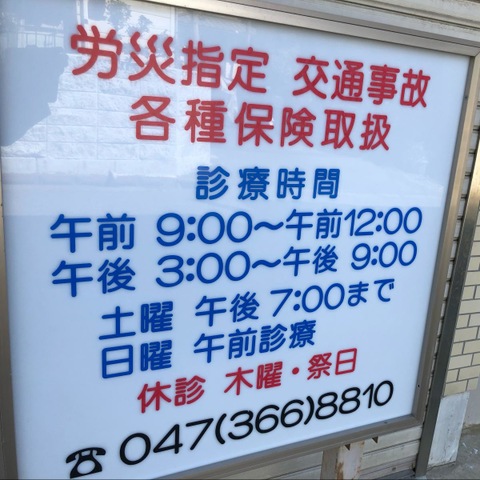 労災指定 交通事故
各種保険取扱
診療時間
午前 9:00～午前12:00
午後 3:00～午後 9:00
土曜 午後 7:00まで
日曜 午前診療
休診 木曜・祭日
☎ 047(366)8810